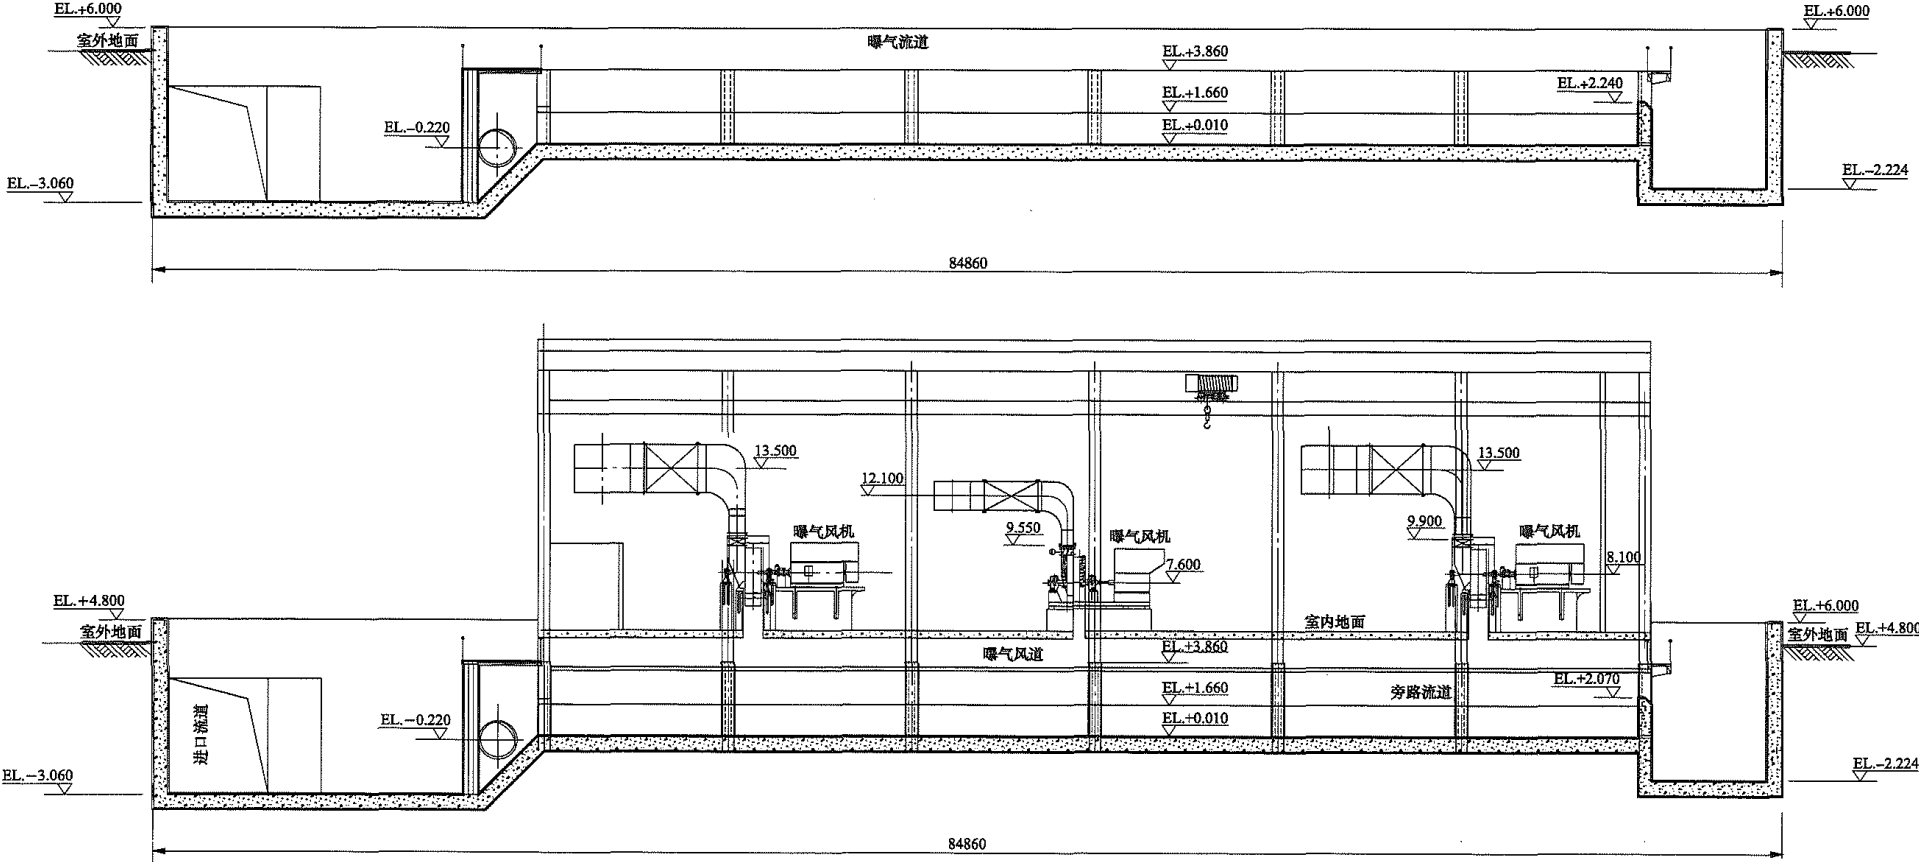 EL.+6.000
EL.+6.000
室外地面
曝气流道
EL.+3.860
EL.+2.240
EL.+1.660
EL.-0.220
EL.+0.010
EL.-3.060
EL.-2.224
84860
13.500
13.500
12.100
9.550
曝气风机
曝气风机
9.900
曝气风机
7.600
8.100
EL.+4.800
EL.+6.000
室外地面
室内地面
室外地面
EL.+4.800
曝气风道
EL.+3.860
EL.+1.660
旁路流道
EL.+2.070
进口流道
EL.-0.220
EL.+0.010
EL.-3.060
EL.-2.224
84860